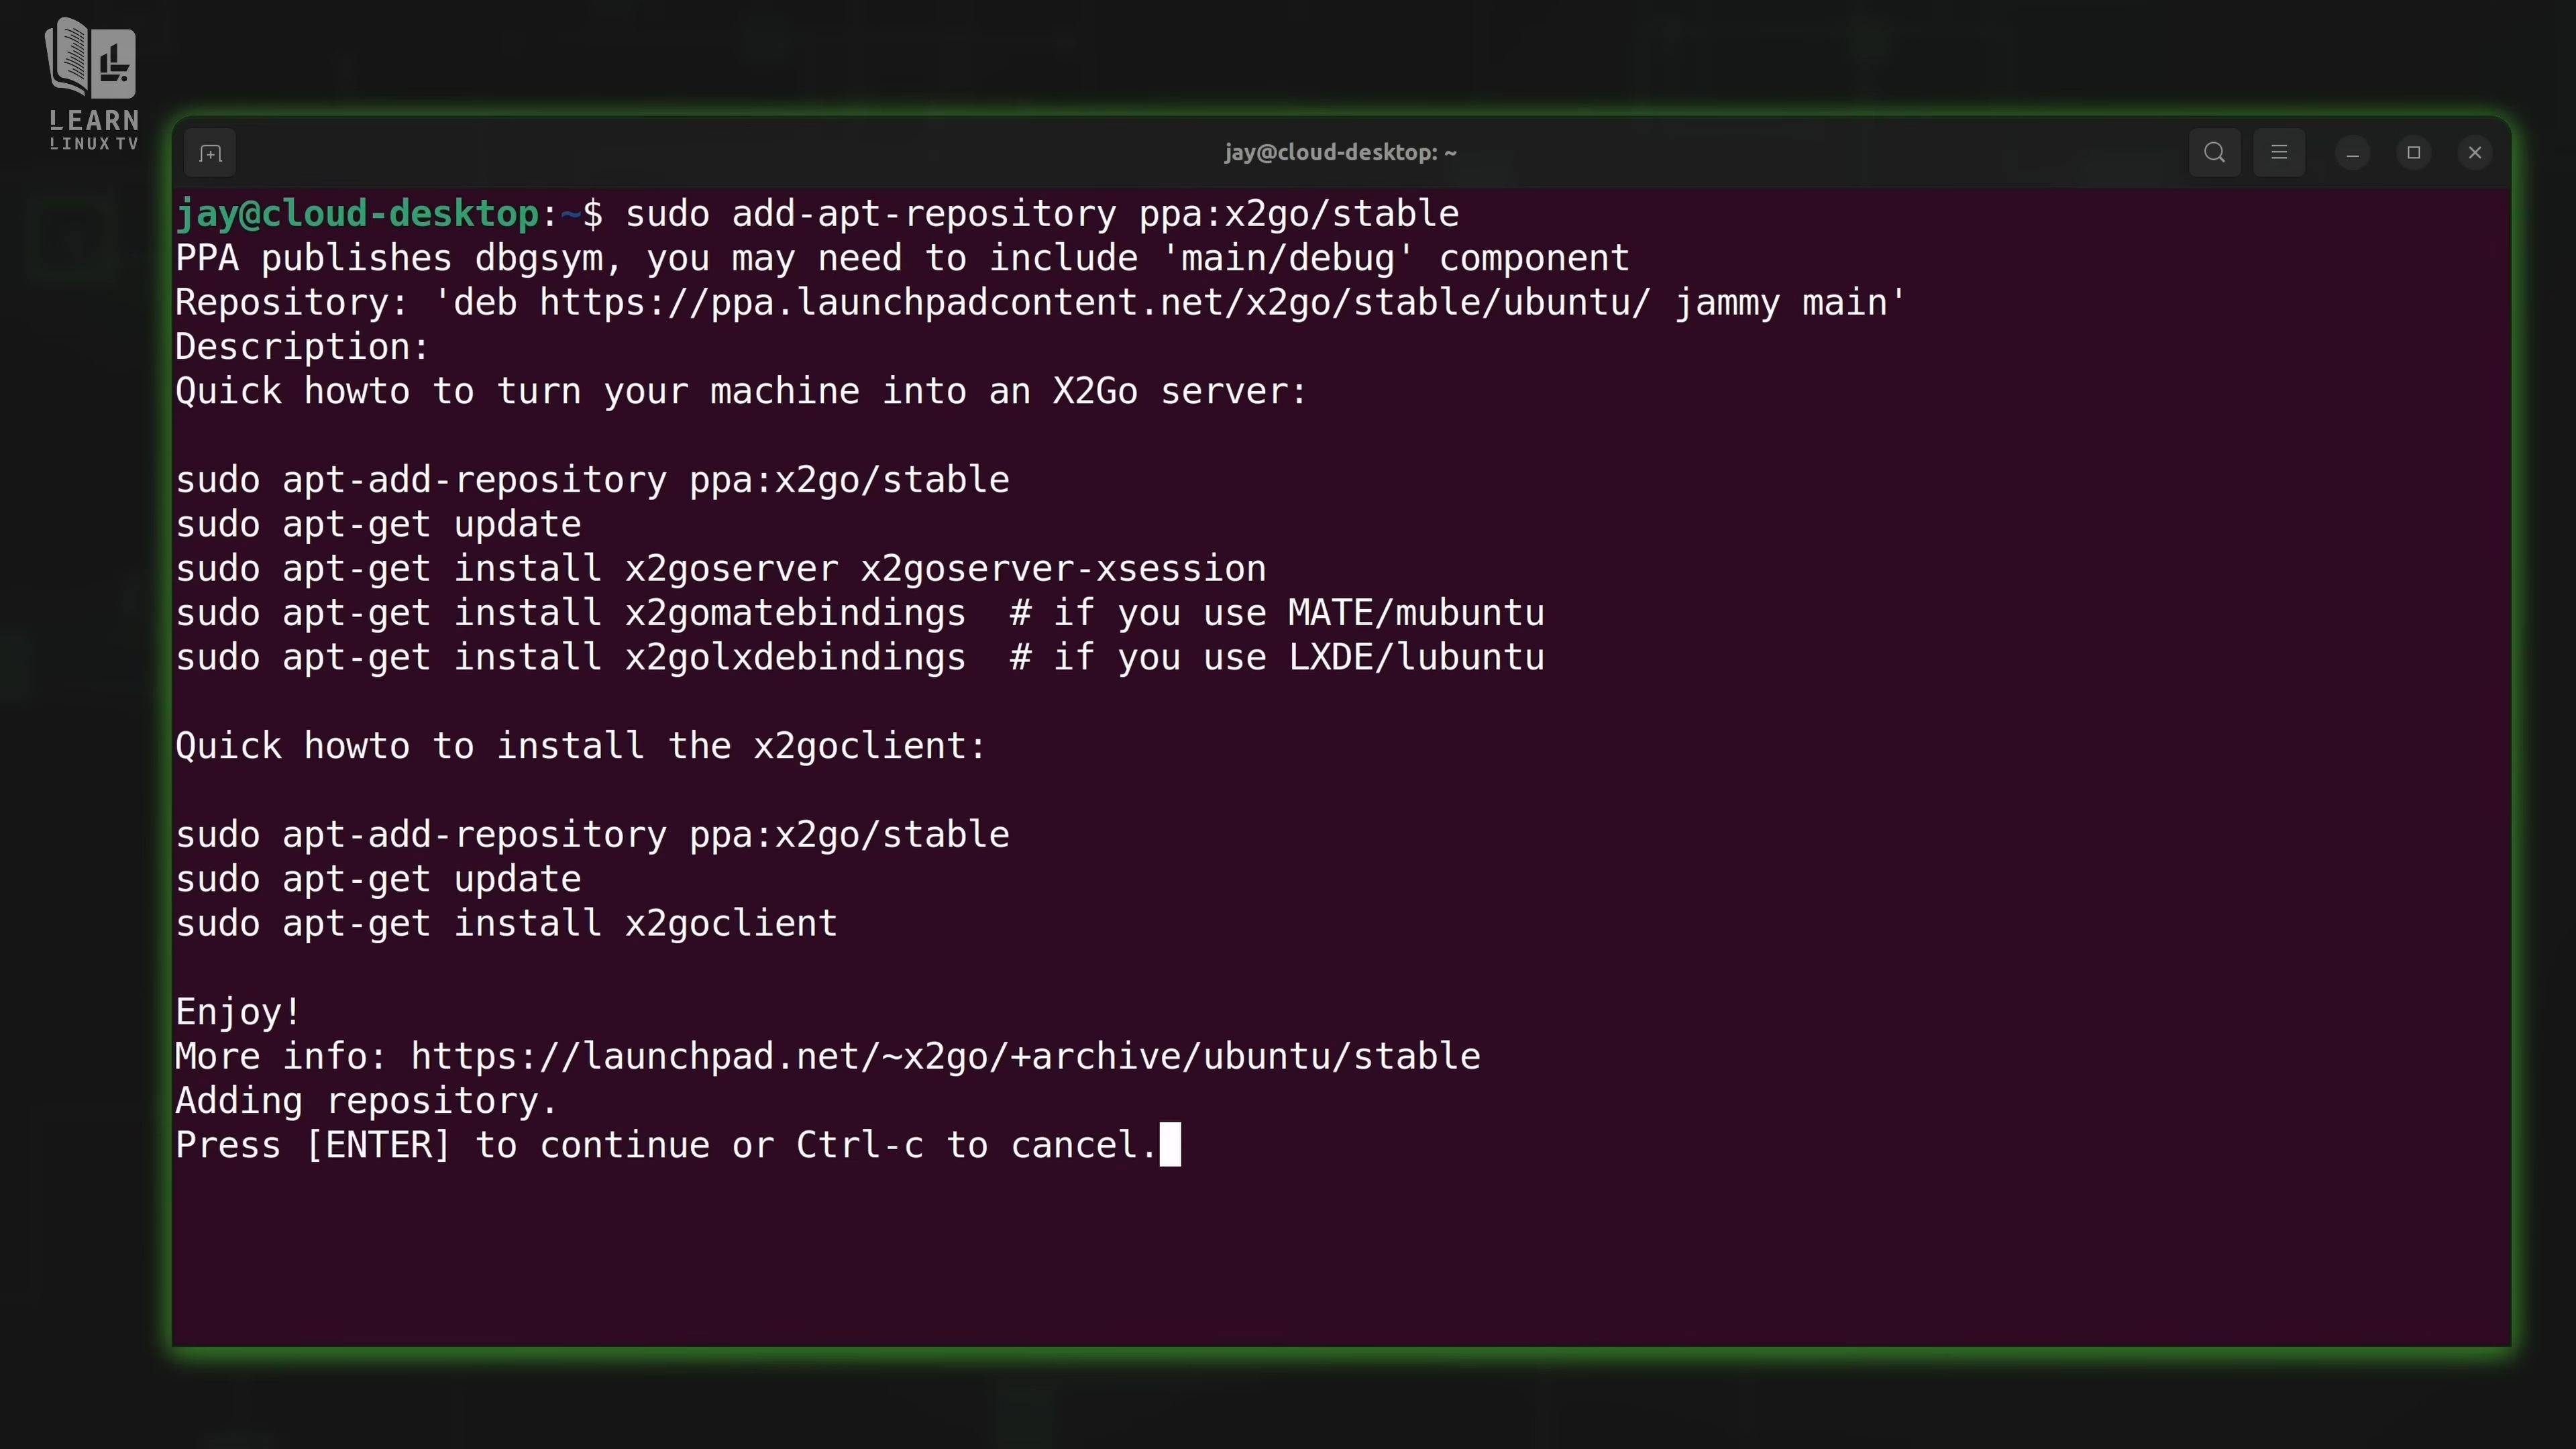 LEARN
LINUX TV
jay@cloud-desktop: ~
jay@cloud-desktop:~$ sudo add-apt-repository ppa:x2go/stable
PPA publishes dbgsym, you may need to include 'main/debug' component
Repository: 'deb https://ppa.launchpadcontent.net/x2go/stable/ubuntu/ jammy main'
Description:
Quick howto to turn your machine into an X2Go server:
sudo apt-add-repository ppa:x2go/stable
sudo apt-get update
sudo apt-get install x2goserver x2goserver-xsession
sudo apt-get install x2gomatebindings  # if you use MATE/mubuntu
sudo apt-get install x2golxdebindings  # if you use LXDE/lubuntu
Quick howto to install the x2goclient:
sudo apt-add-repository ppa:x2go/stable
sudo apt-get update
sudo apt-get install x2goclient
Enjoy!
More info: https://launchpad.net/~x2go/+archive/ubuntu/stable
Adding repository.
Press [ENTER] to continue or Ctrl-c to cancel.